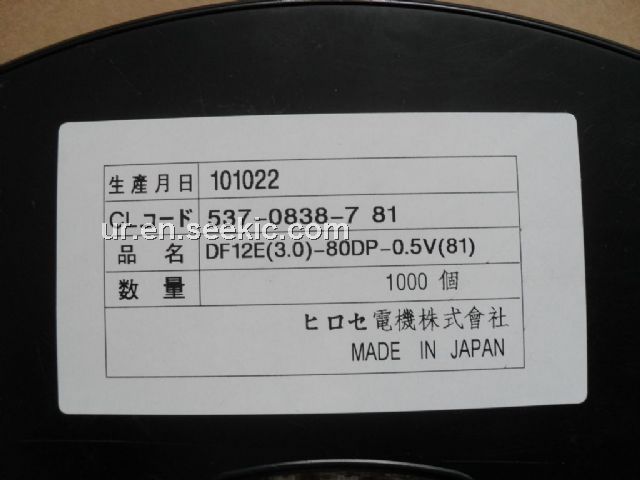 生産月日 101022
CLコード 537-0838-7 81
ur.en.seekic.com
品名 DF12E(3.0)-80DP-0.5V(81)
数量 1000 個
ヒロセ電機株式會社
MADE IN JAPAN